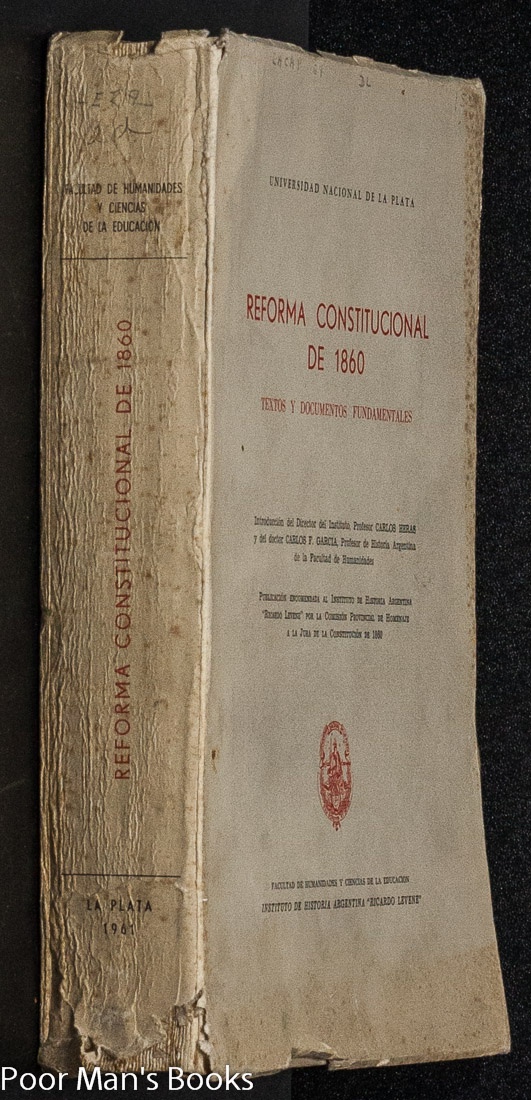 FACULTAD DE HUMANIDADES
Y CIENCIAS
DE LA EDUCACIÓN
REFORMA CONSTITUCIONAL DE 1860
LA PLATA
1961
UNIVERSIDAD NACIONAL DE LA PLATA
REFORMA CONSTITUCIONAL
DE 1860
TEXTOS Y DOCUMENTOS FUNDAMENTALES
Introducción del Director del Instituto, Profesor CARLOS HERAS
y del doctor CARLOS F. GARCIA, Profesor de Historia Argentina
de la Facultad de Humanidades
PUBLICACIÓN ENCOMENDADA AL INSTITUTO DE HISTORIA ARGENTINA
"RICARDO LEVENE" POR LA COMISIÓN PROVINCIAL DE HOMENAJE
A LA JURA DE LA CONSTITUCIÓN DE 1860
FACULTAD DE HUMANIDADES Y CIENCIAS DE LA EDUCACION
INSTITUTO DE HISTORIA ARGENTINA "RICARDO LEVENE"
Poor Man's Books